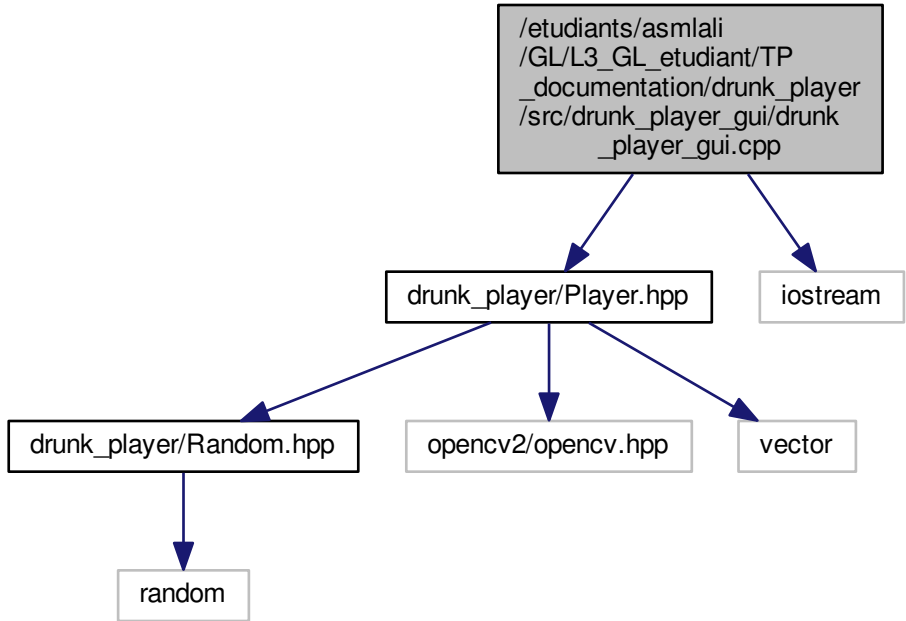 /etudiants/asmlali
/GL/L3_GL_etudiant/TP
_documentation/drunk_player
/src/drunk_player_gui/drunk
_player_gui.cpp
drunk_player/Player.hpp
iostream
drunk_player/Random.hpp
opencv2/opencv.hpp
vector
random